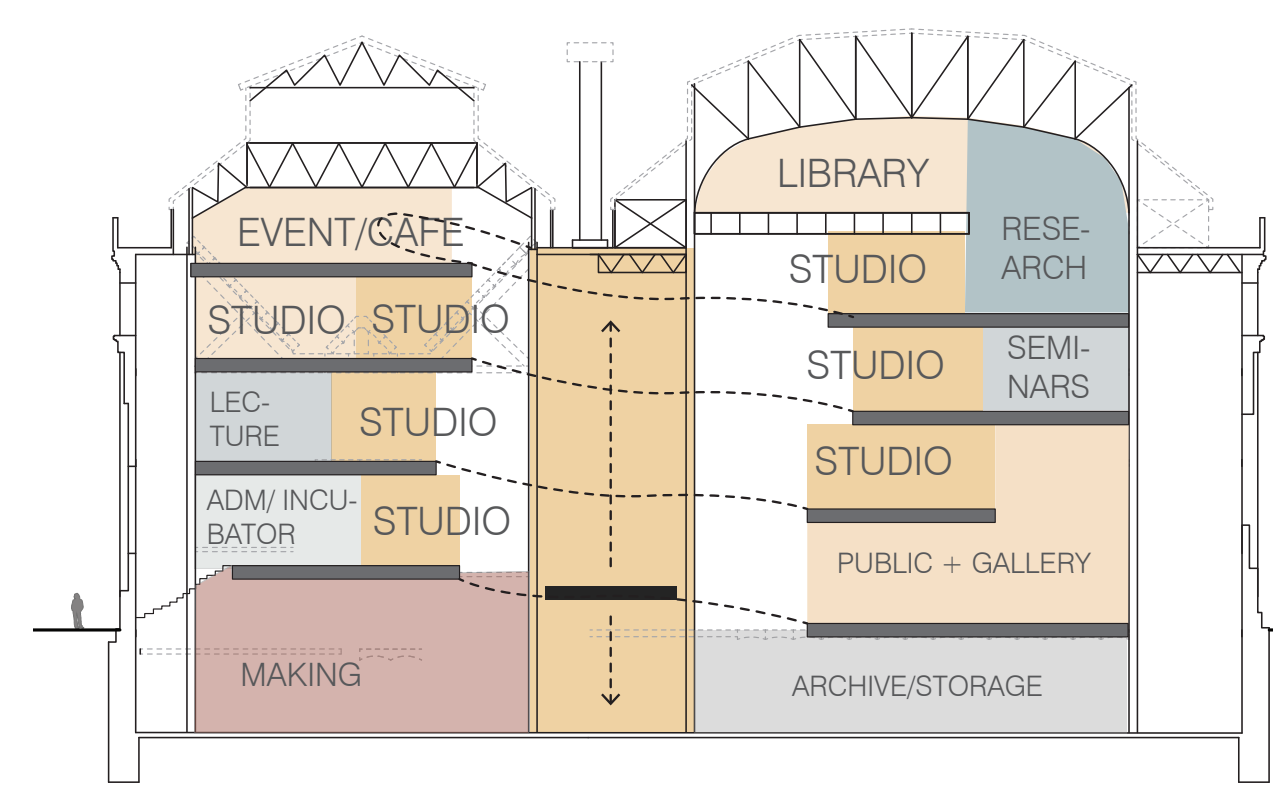 LIBRARY
EVENT/CAFE
RESE-
ARCH
STUDIO
STUDIO
STUDIO
STUDIO
SEMI-
NARS
LEC-
TURE
STUDIO
STUDIO
ADM/ INCU-
BATOR
STUDIO
PUBLIC + GALLERY
MAKING
ARCHIVE/STORAGE